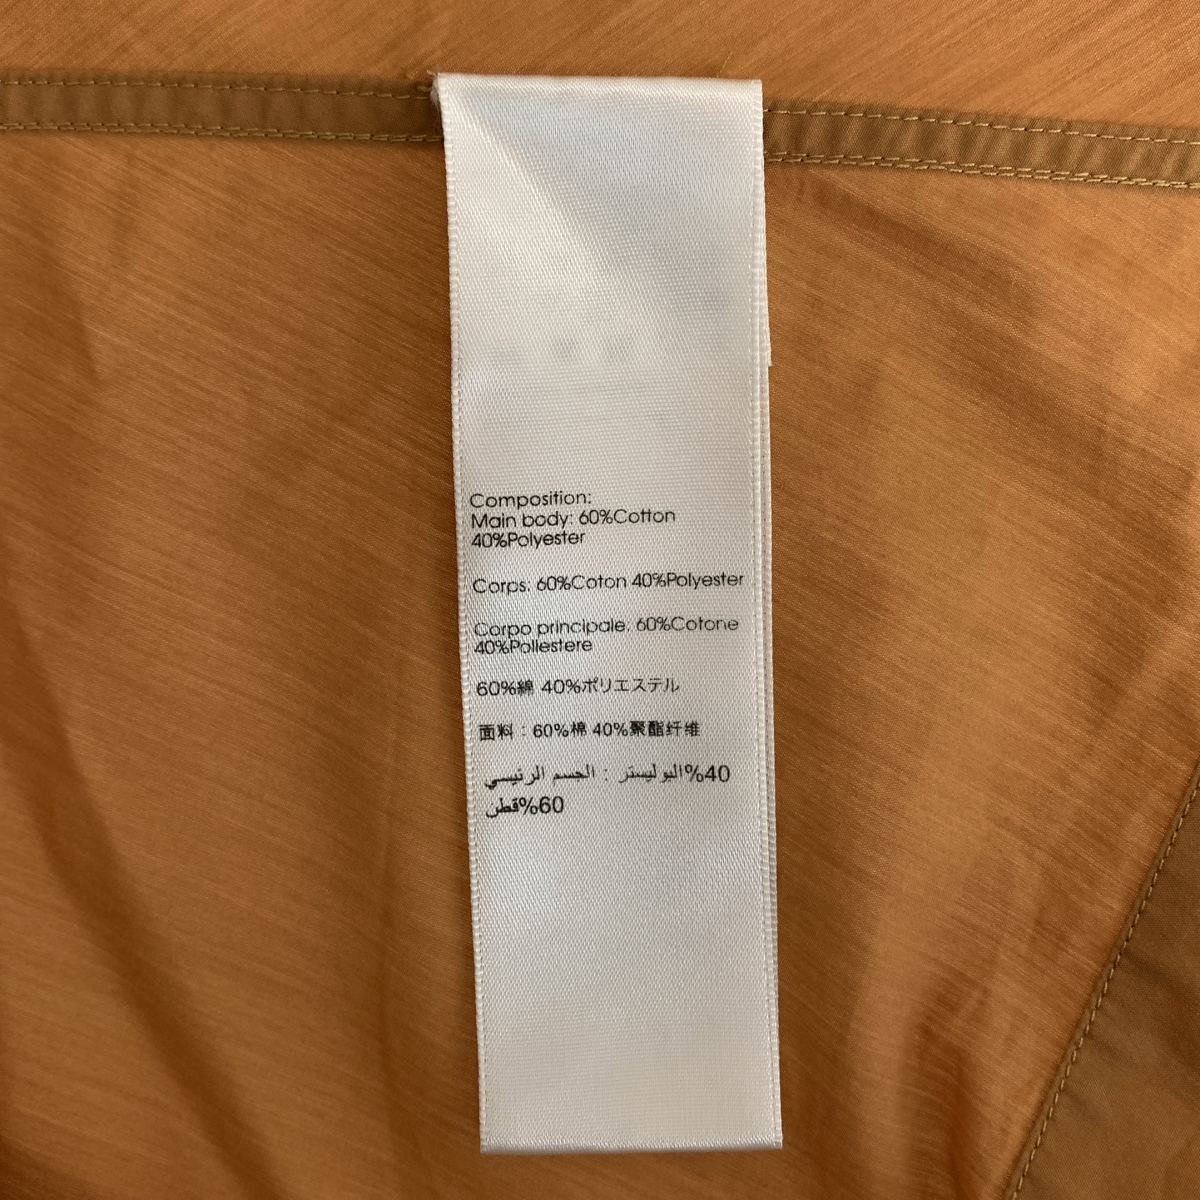 Composition:
Main body: 60%Cotton
40%Polyester
Corps: 60%Coton 40%Polyester
Corpo principale: 60%Cotone
40%Poliestere
60%綿 40%ポリエステル
面料：60%棉 40%聚酯纤维
40%البوليستر : الجسم الرئيسي
60%قطن